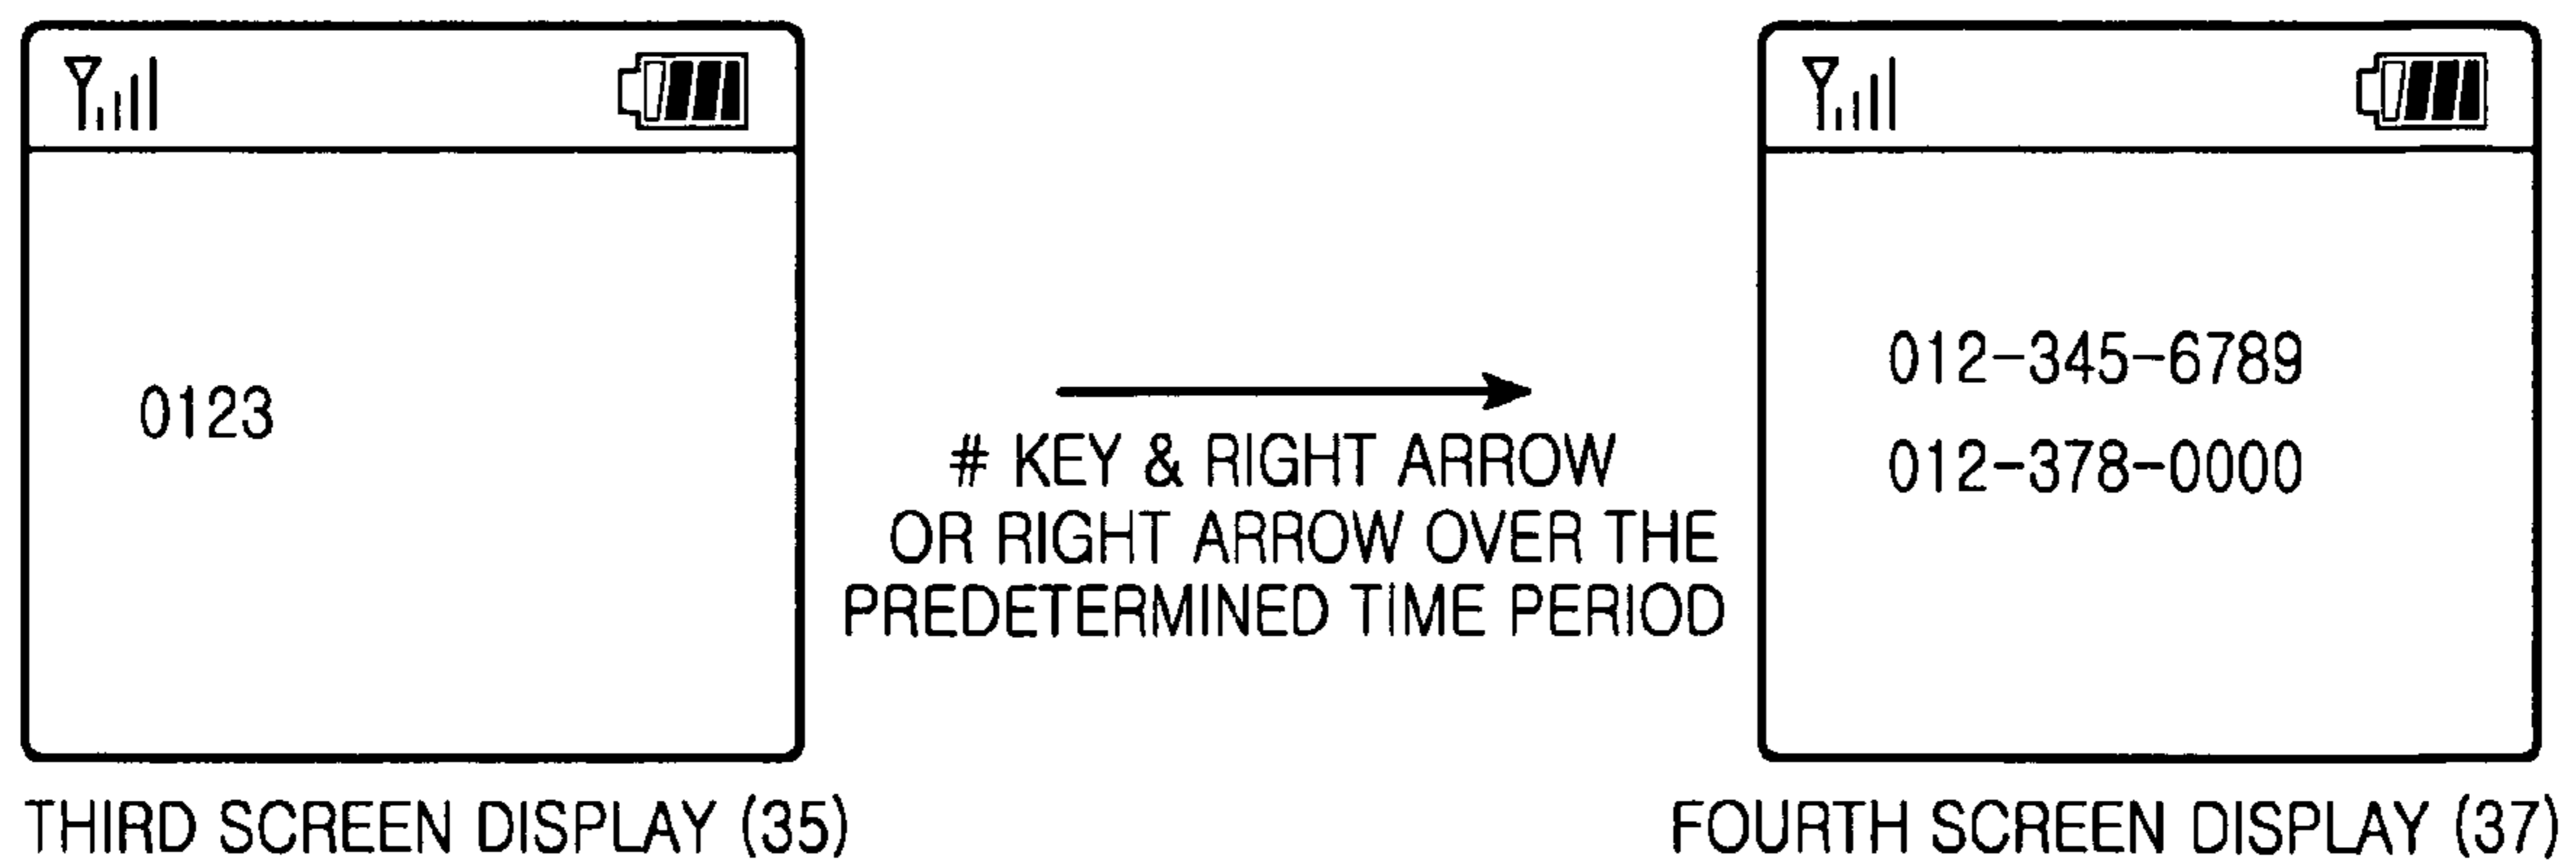 0123
# KEY & RIGHT ARROW
OR RIGHT ARROW OVER THE
PREDETERMINED TIME PERIOD
012-345-6789
012-378-0000
THIRD SCREEN DISPLAY (35)
FOURTH SCREEN DISPLAY (37)